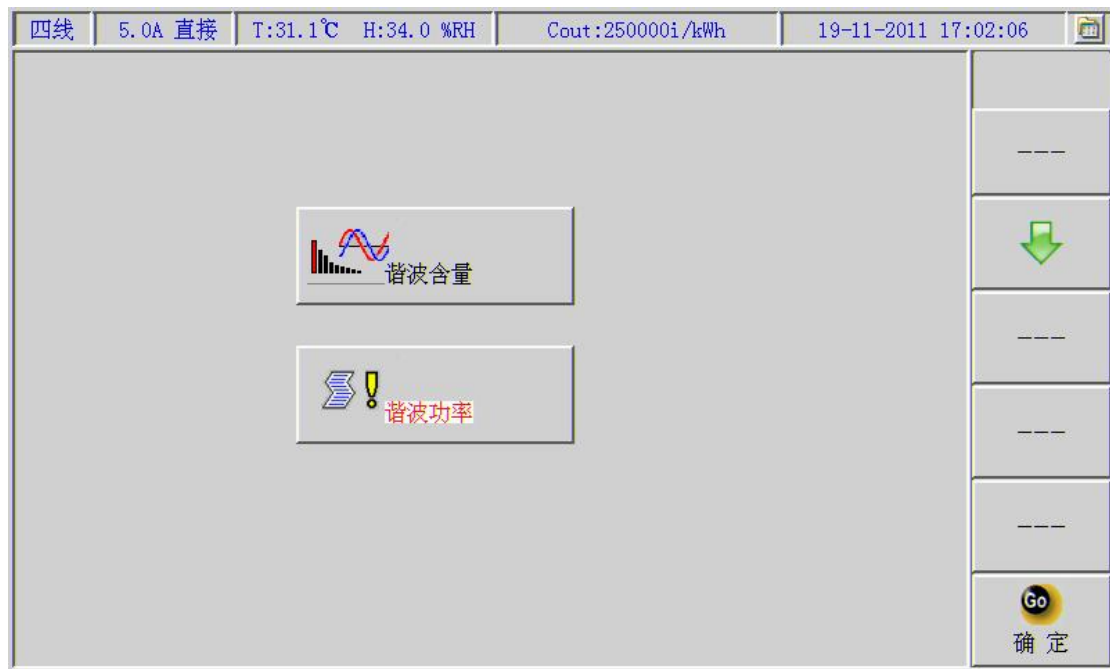 四线 5.0A 直接 T:31.1℃ H:34.0 %RH Cout:250000i/kWh 19-11-2011 17:02:06
---
谐波含量
---
谐波功率
---
---
Go
确 定